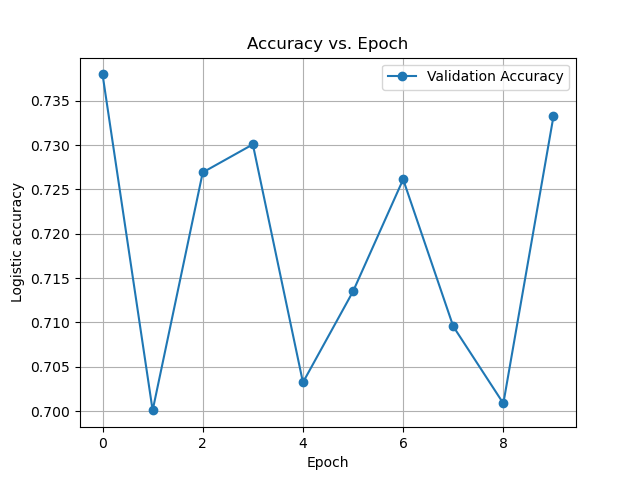 Accuracy vs. Epoch
Validation Accuracy
Logistic accuracy
0.735
0.730
0.725
0.720
0.715
0.710
0.705
0.700
0 2 4 6 8
Epoch